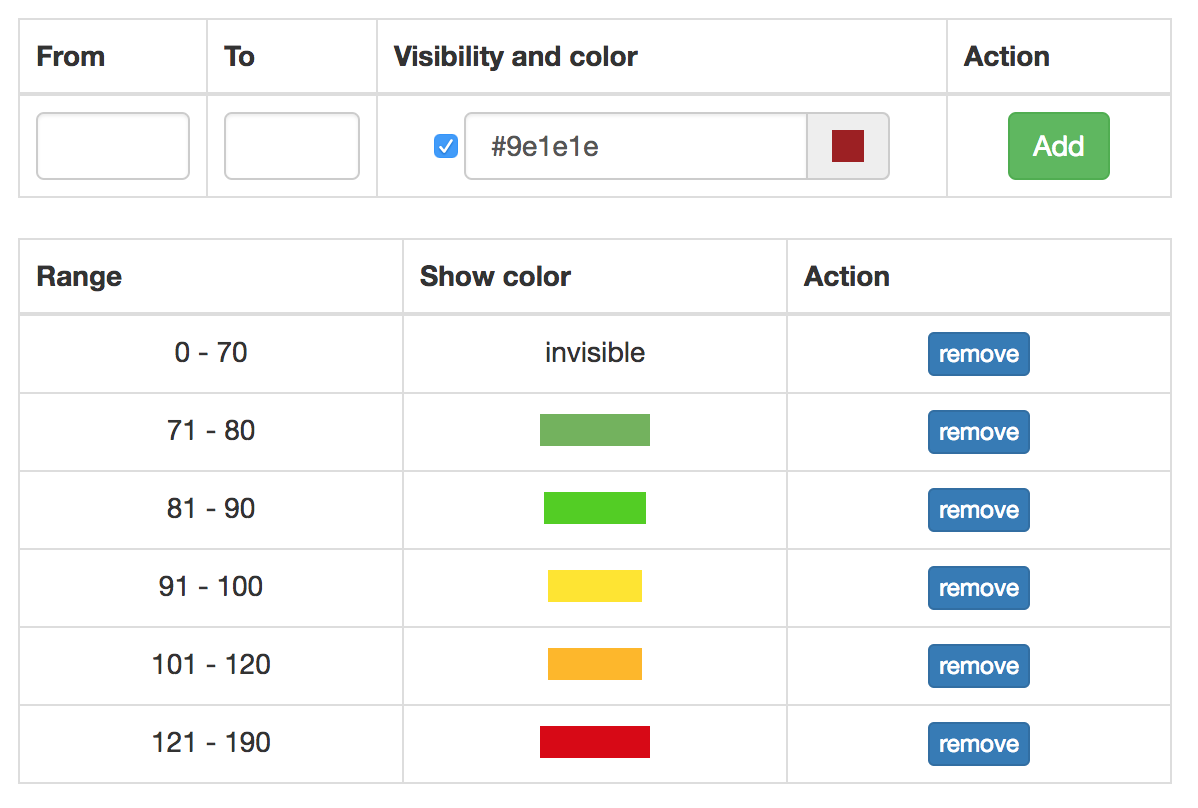 From To Visibility and color Action
#9e1e1e Add
Range Show color Action
0 - 70 invisible remove
71 - 80 remove
81 - 90 remove
91 - 100 remove
101 - 120 remove
121 - 190 remove